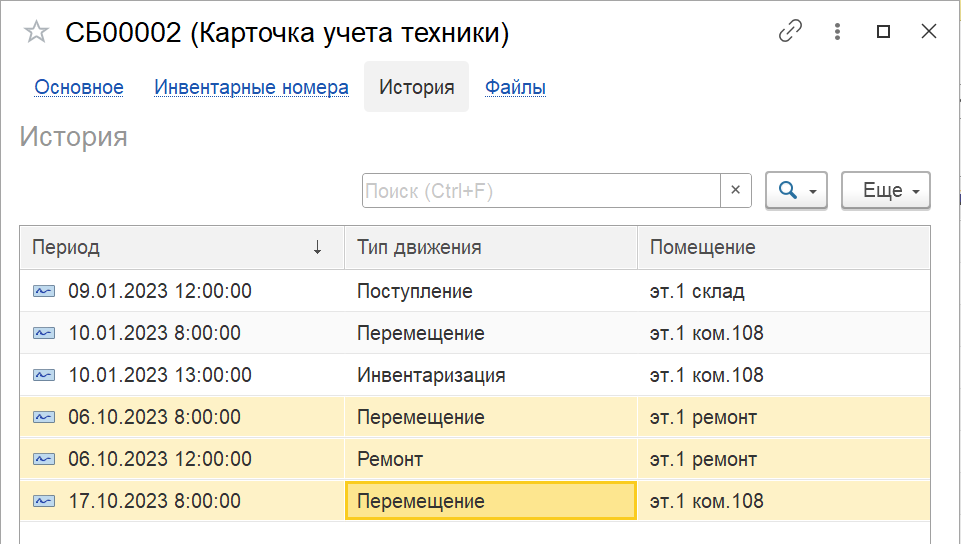 СБ00002 (Карточка учета техники)
Основное Инвентарные номера История Файлы
История
Поиск (Ctrl+F) × Еще
Период ↓ Тип движения Помещение
09.01.2023 12:00:00 Поступление эт.1 склад
10.01.2023 8:00:00 Перемещение эт.1 ком.108
10.01.2023 13:00:00 Инвентаризация эт.1 ком.108
06.10.2023 8:00:00 Перемещение эт.1 ремонт
06.10.2023 12:00:00 Ремонт эт.1 ремонт
17.10.2023 8:00:00 Перемещение эт.1 ком.108